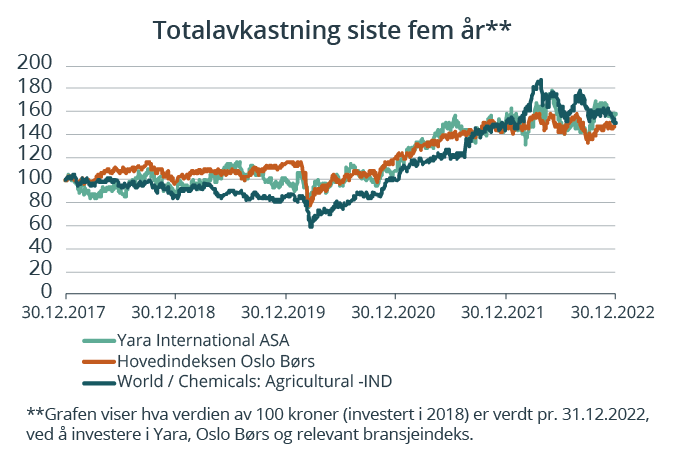 Totalavkastning siste fem år**
200
180
160
140
120
100
80
60
40
20
0
30.12.2017 30.12.2018 30.12.2019 30.12.2020 30.12.2021 30.12.2022
Yara International ASA
Hovedindeksen Oslo Børs
World / Chemicals: Agricultural -IND
**Grafen viser hva verdien av 100 kroner (investert i 2018) er verdt pr. 31.12.2022,
ved å investere i Yara, Oslo Børs og relevant bransjeindeks.